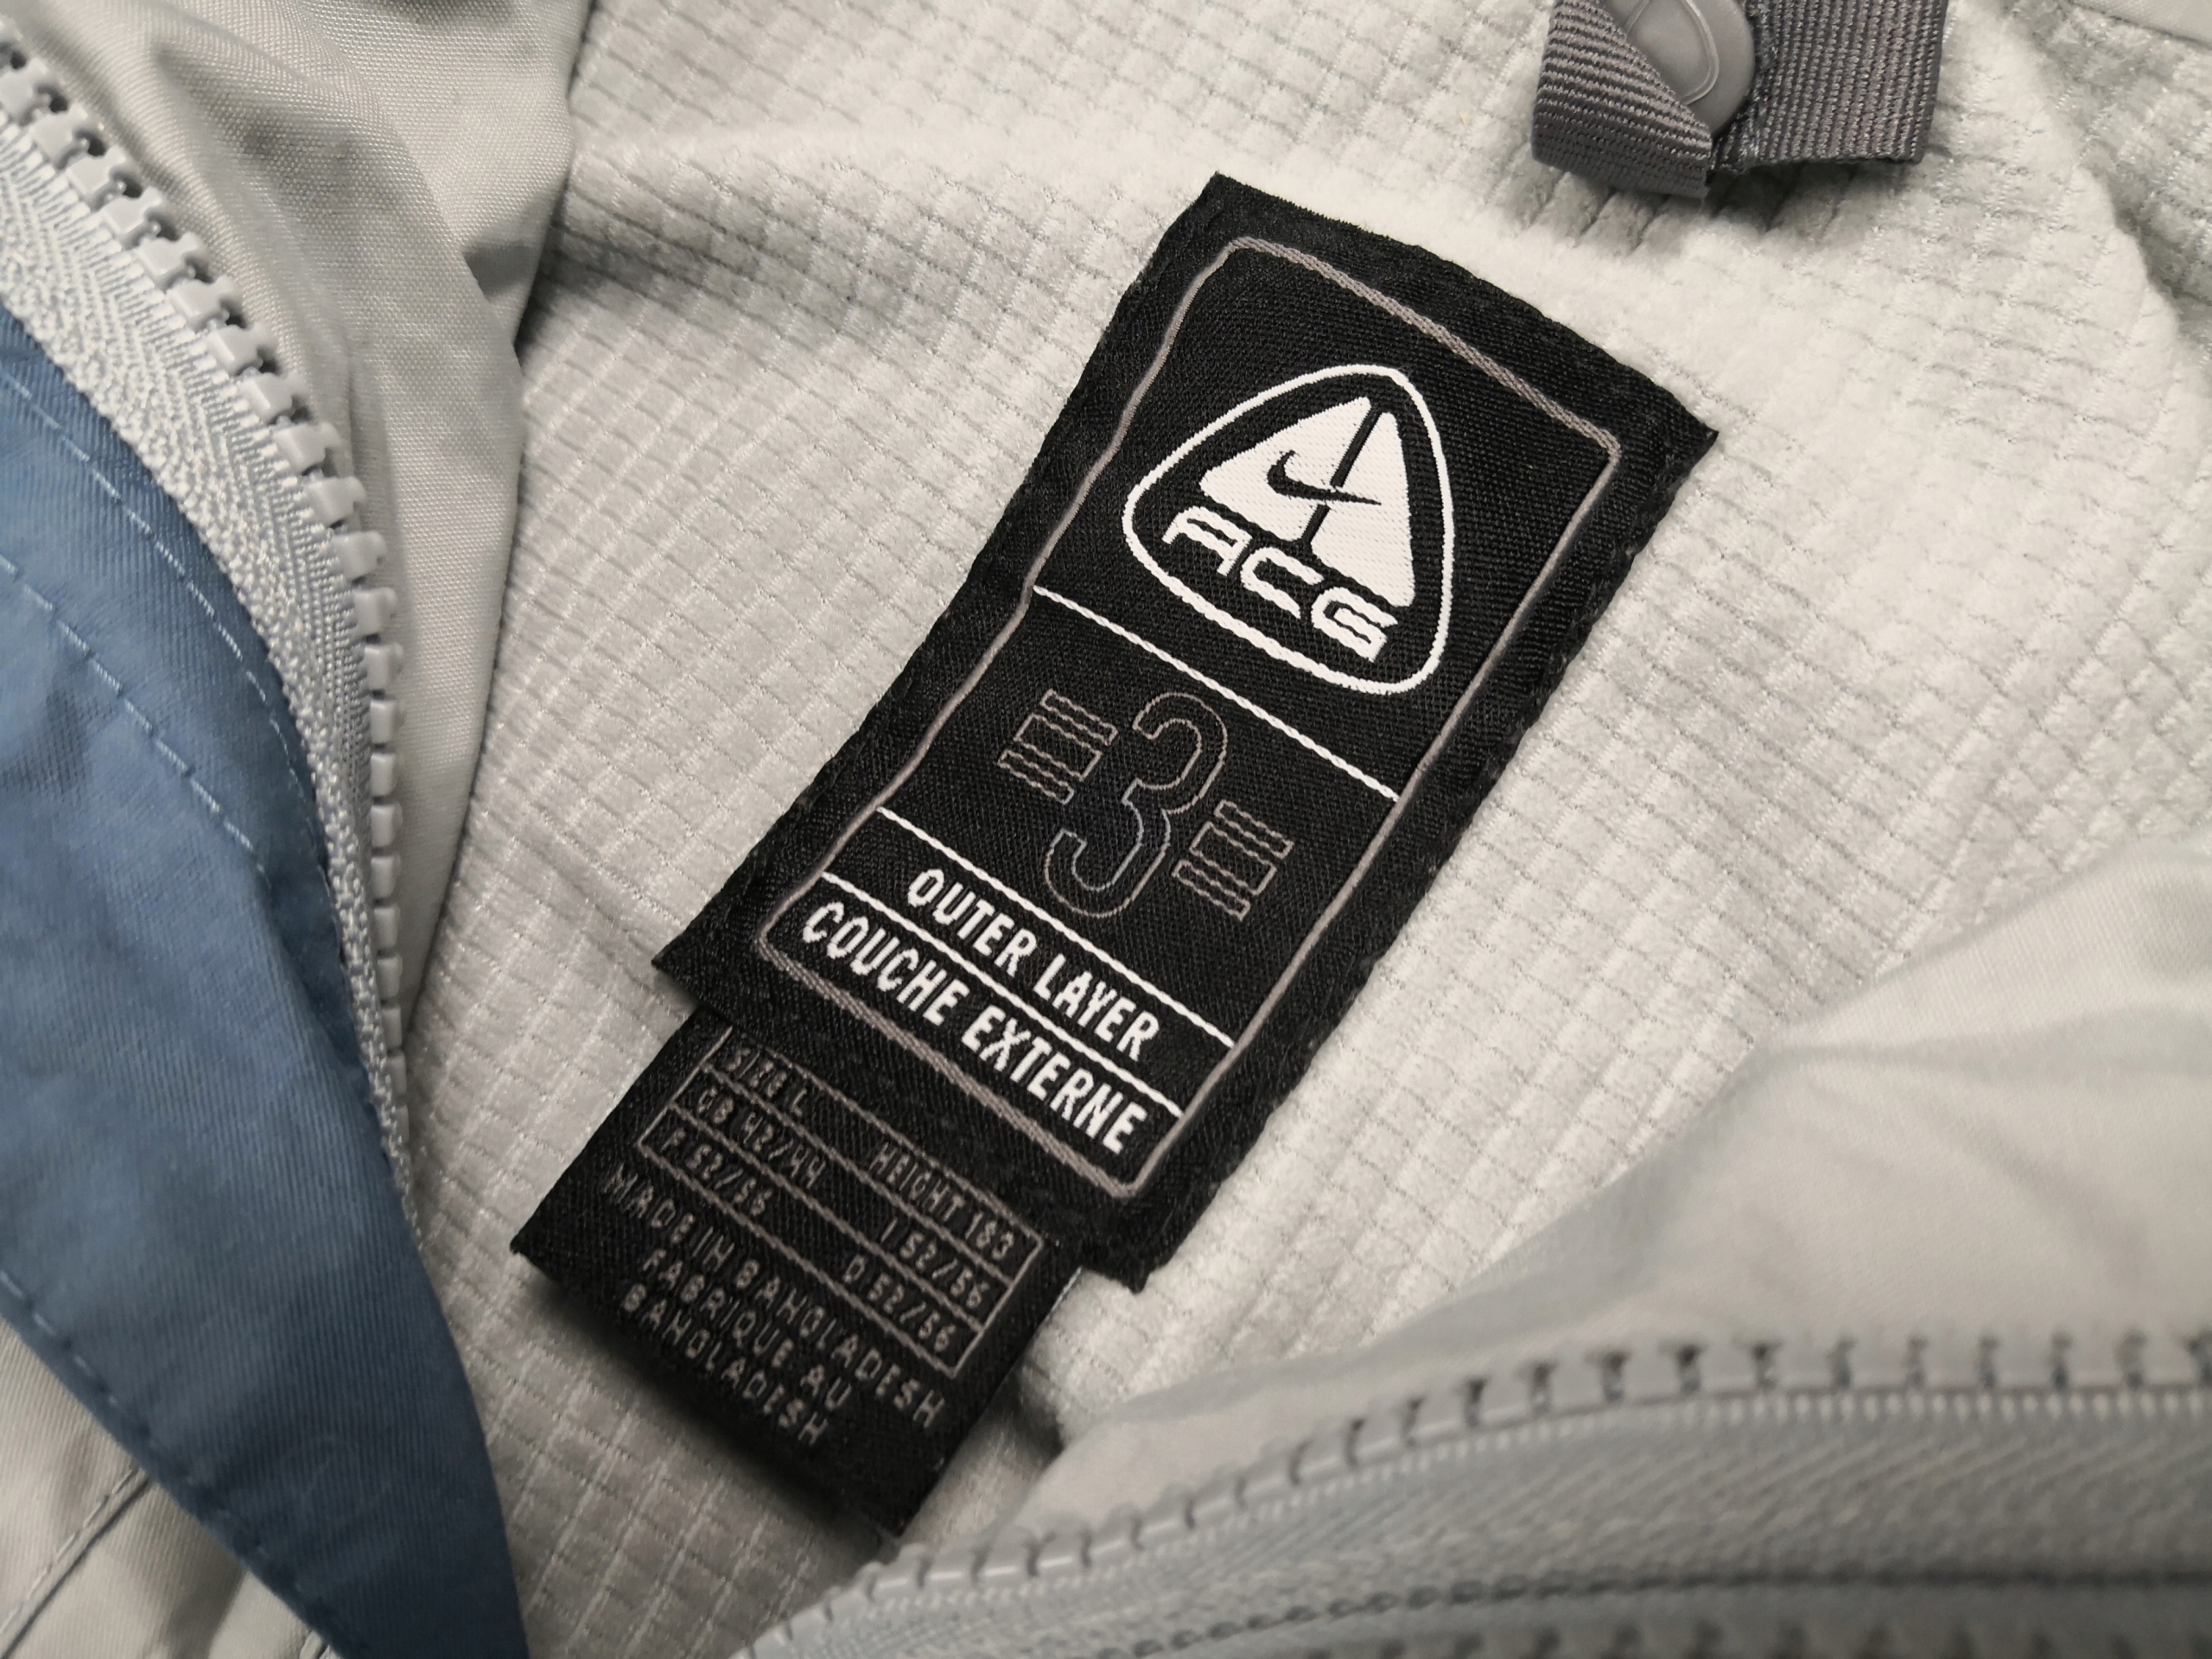 ACG
3
OUTER LAYER
COUCHE EXTERNE
SIZE L HEIGHT 183
GB 42/44 I 52/56
F 52/56 D 52/56
MADE IN BANGLADESH
FABRIQUE AU
BANGLADESH